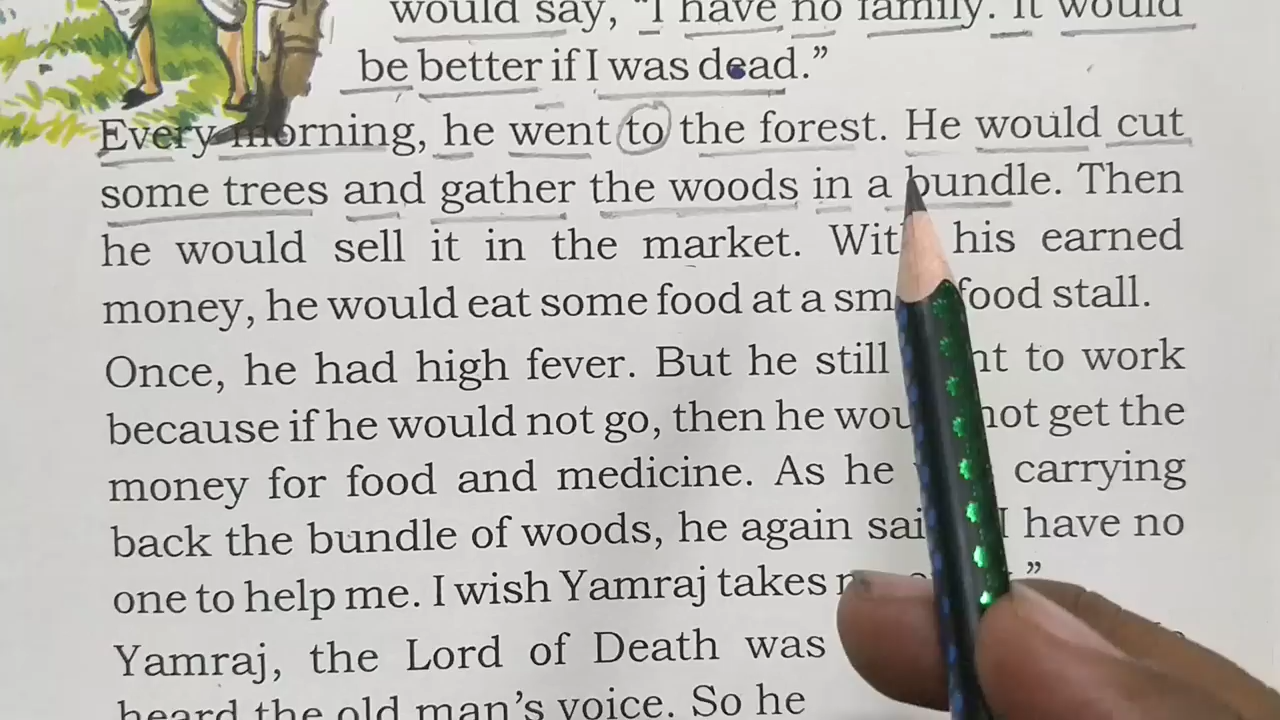 would say, "I have no family. It would
be better if I was dead."
Every morning, he went to the forest. He would cut
some trees and gather the woods in a bundle. Then
he would sell it in the market. With his earned
money, he would eat some food at a food stall.
Once, he had high fever. But he still to work
because if he would not go, then he would not get the
money for food and medicine. As he carrying
back the bundle of woods, he again I have no
one to help me. I wish Yamraj takes "
Yamraj, the Lord of Death was
heard the old man's voice. So he